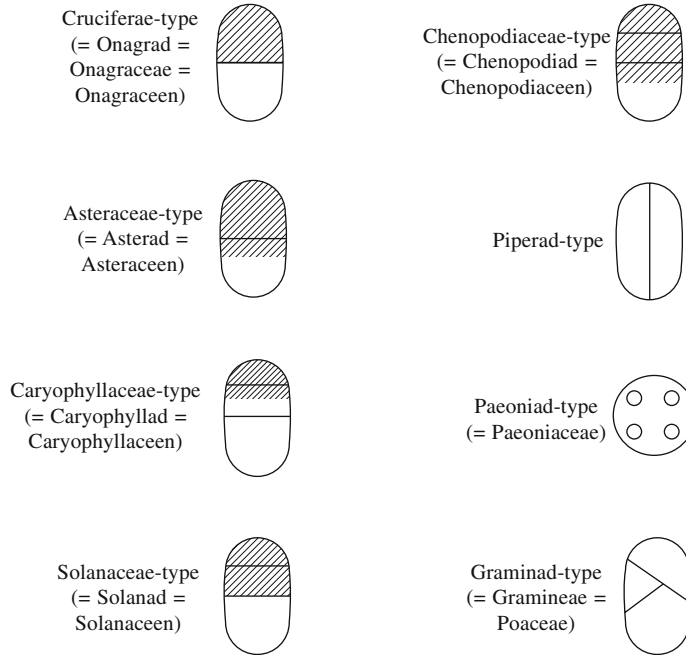 Cruciferae-type
(= Onagrad =
Onagraceae =
Onagraceen)
Asteraceae-type
(= Asterad =
Asteraceen)
Caryophyllaceae-type
(= Caryophyllad =
Caryophyllaceen)
Solanaceae-type
(= Solanad =
Solanaceen)
Chenopodiaceae-type
(= Chenopodiad =
Chenopodiaceen)
Piperad-type
Paeoniad-type
(= Paeoniaceae)
Graminad-type
(= Gramineae =
Poaceae)